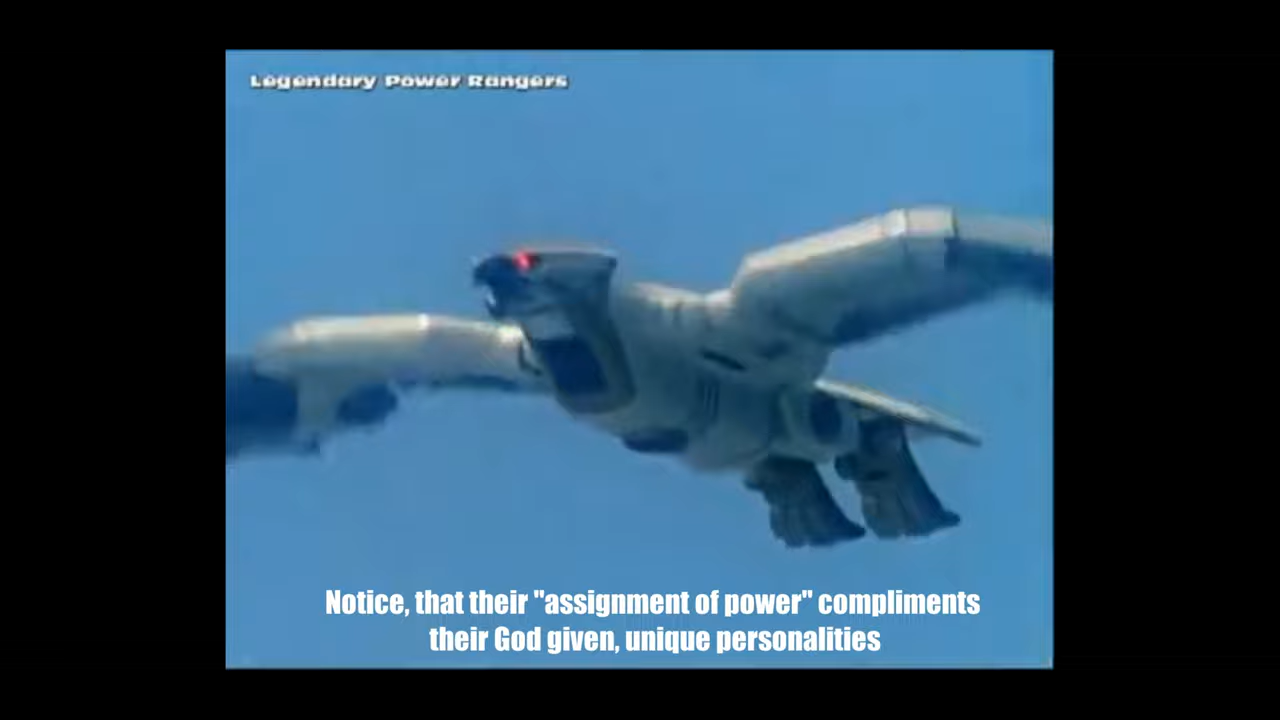 Legendary Power Rangers
Notice, that their "assignment of power" compliments
their God given, unique personalities